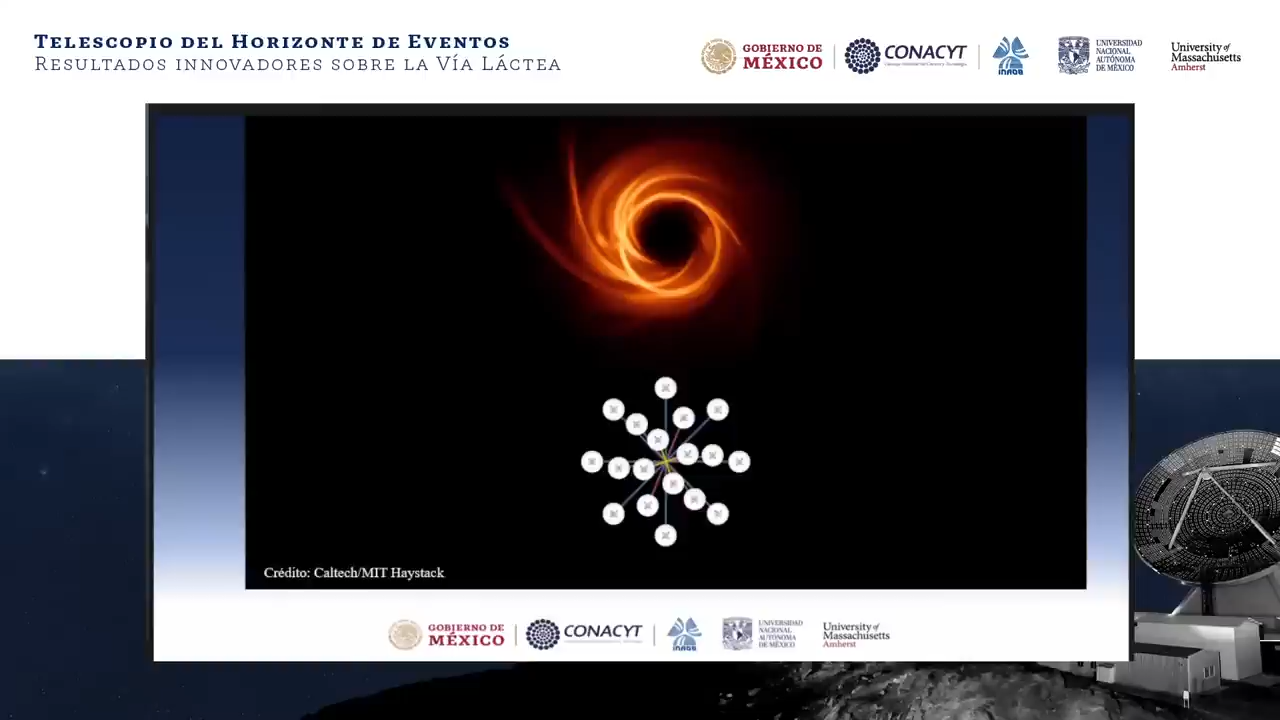 TELESCOPIO DEL HORIZONTE DE EVENTOS
RESULTADOS INNOVADORES SOBRE LA VÍA LÁCTEA
GOBIERNO DE
MÉXICO
CONACYT
INAOE
UNIVERSIDAD
NACIONAL
AUTÓNOMA
DE MÉXICO
University of
Massachusetts
Amherst
Crédito: Caltech/MIT Haystack
GOBIERNO DE
MÉXICO
CONACYT
INAOE
UNIVERSIDAD
NACIONAL
AUTÓNOMA
DE MÉXICO
University of
Massachusetts
Amherst